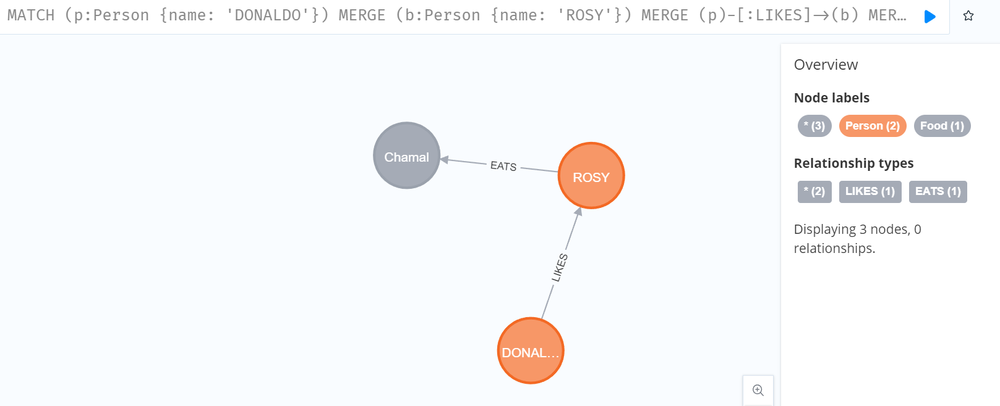 MATCH (p:Person {name: 'DONALDO'}) MERGE (b:Person {name: 'ROSY'}) MERGE (p)-[:LIKES]->(b) MER…
Overview
Node labels
* (3) Person (2) Food (1)
Relationship types
* (2) LIKES (1) EATS (1)
Displaying 3 nodes, 0
relationships.
Chamal
EATS
ROSY
LIKES
DONAL…